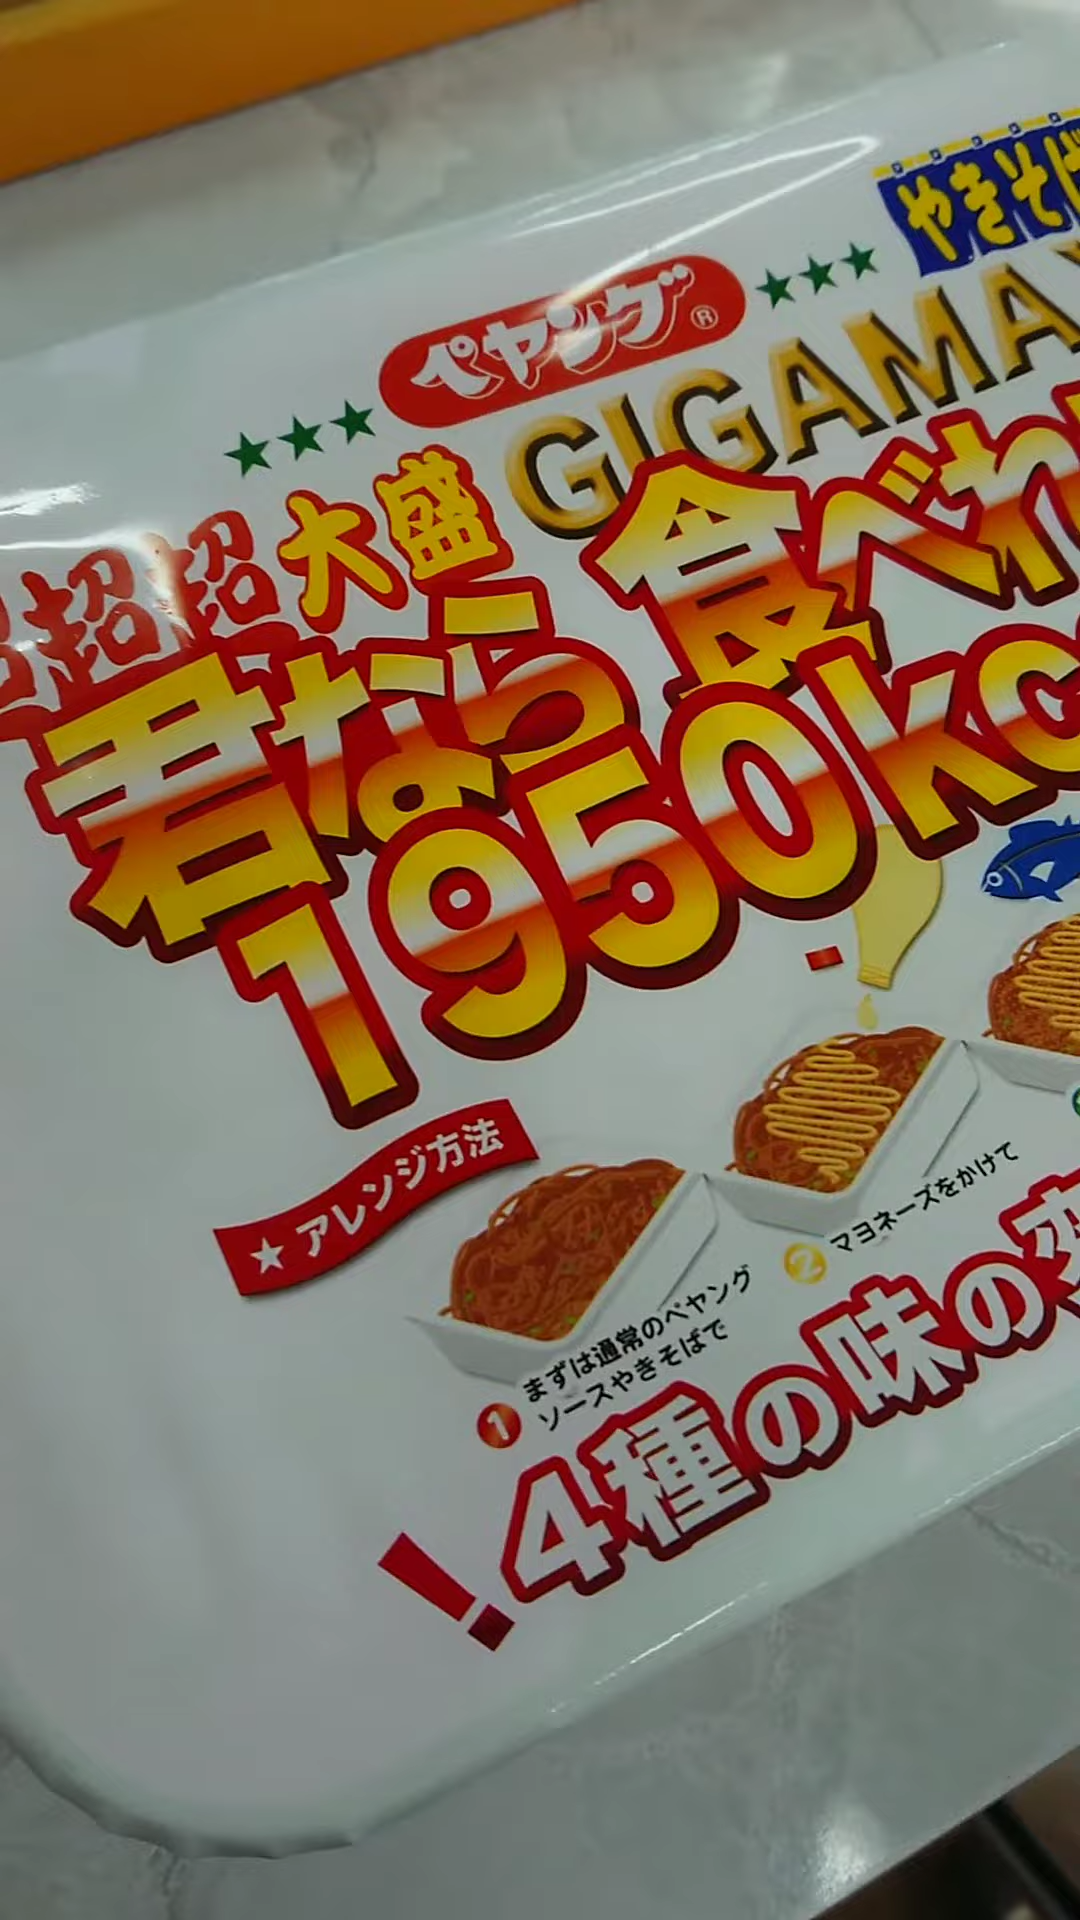 やきそば
ペヤング®
GIGAMA
超超大盛
君なら食べれ
1950kc
★アレンジ方法
1 まずは通常のペヤング
ソースやきそばで
2 マヨネーズをかけて
!4種の味の変